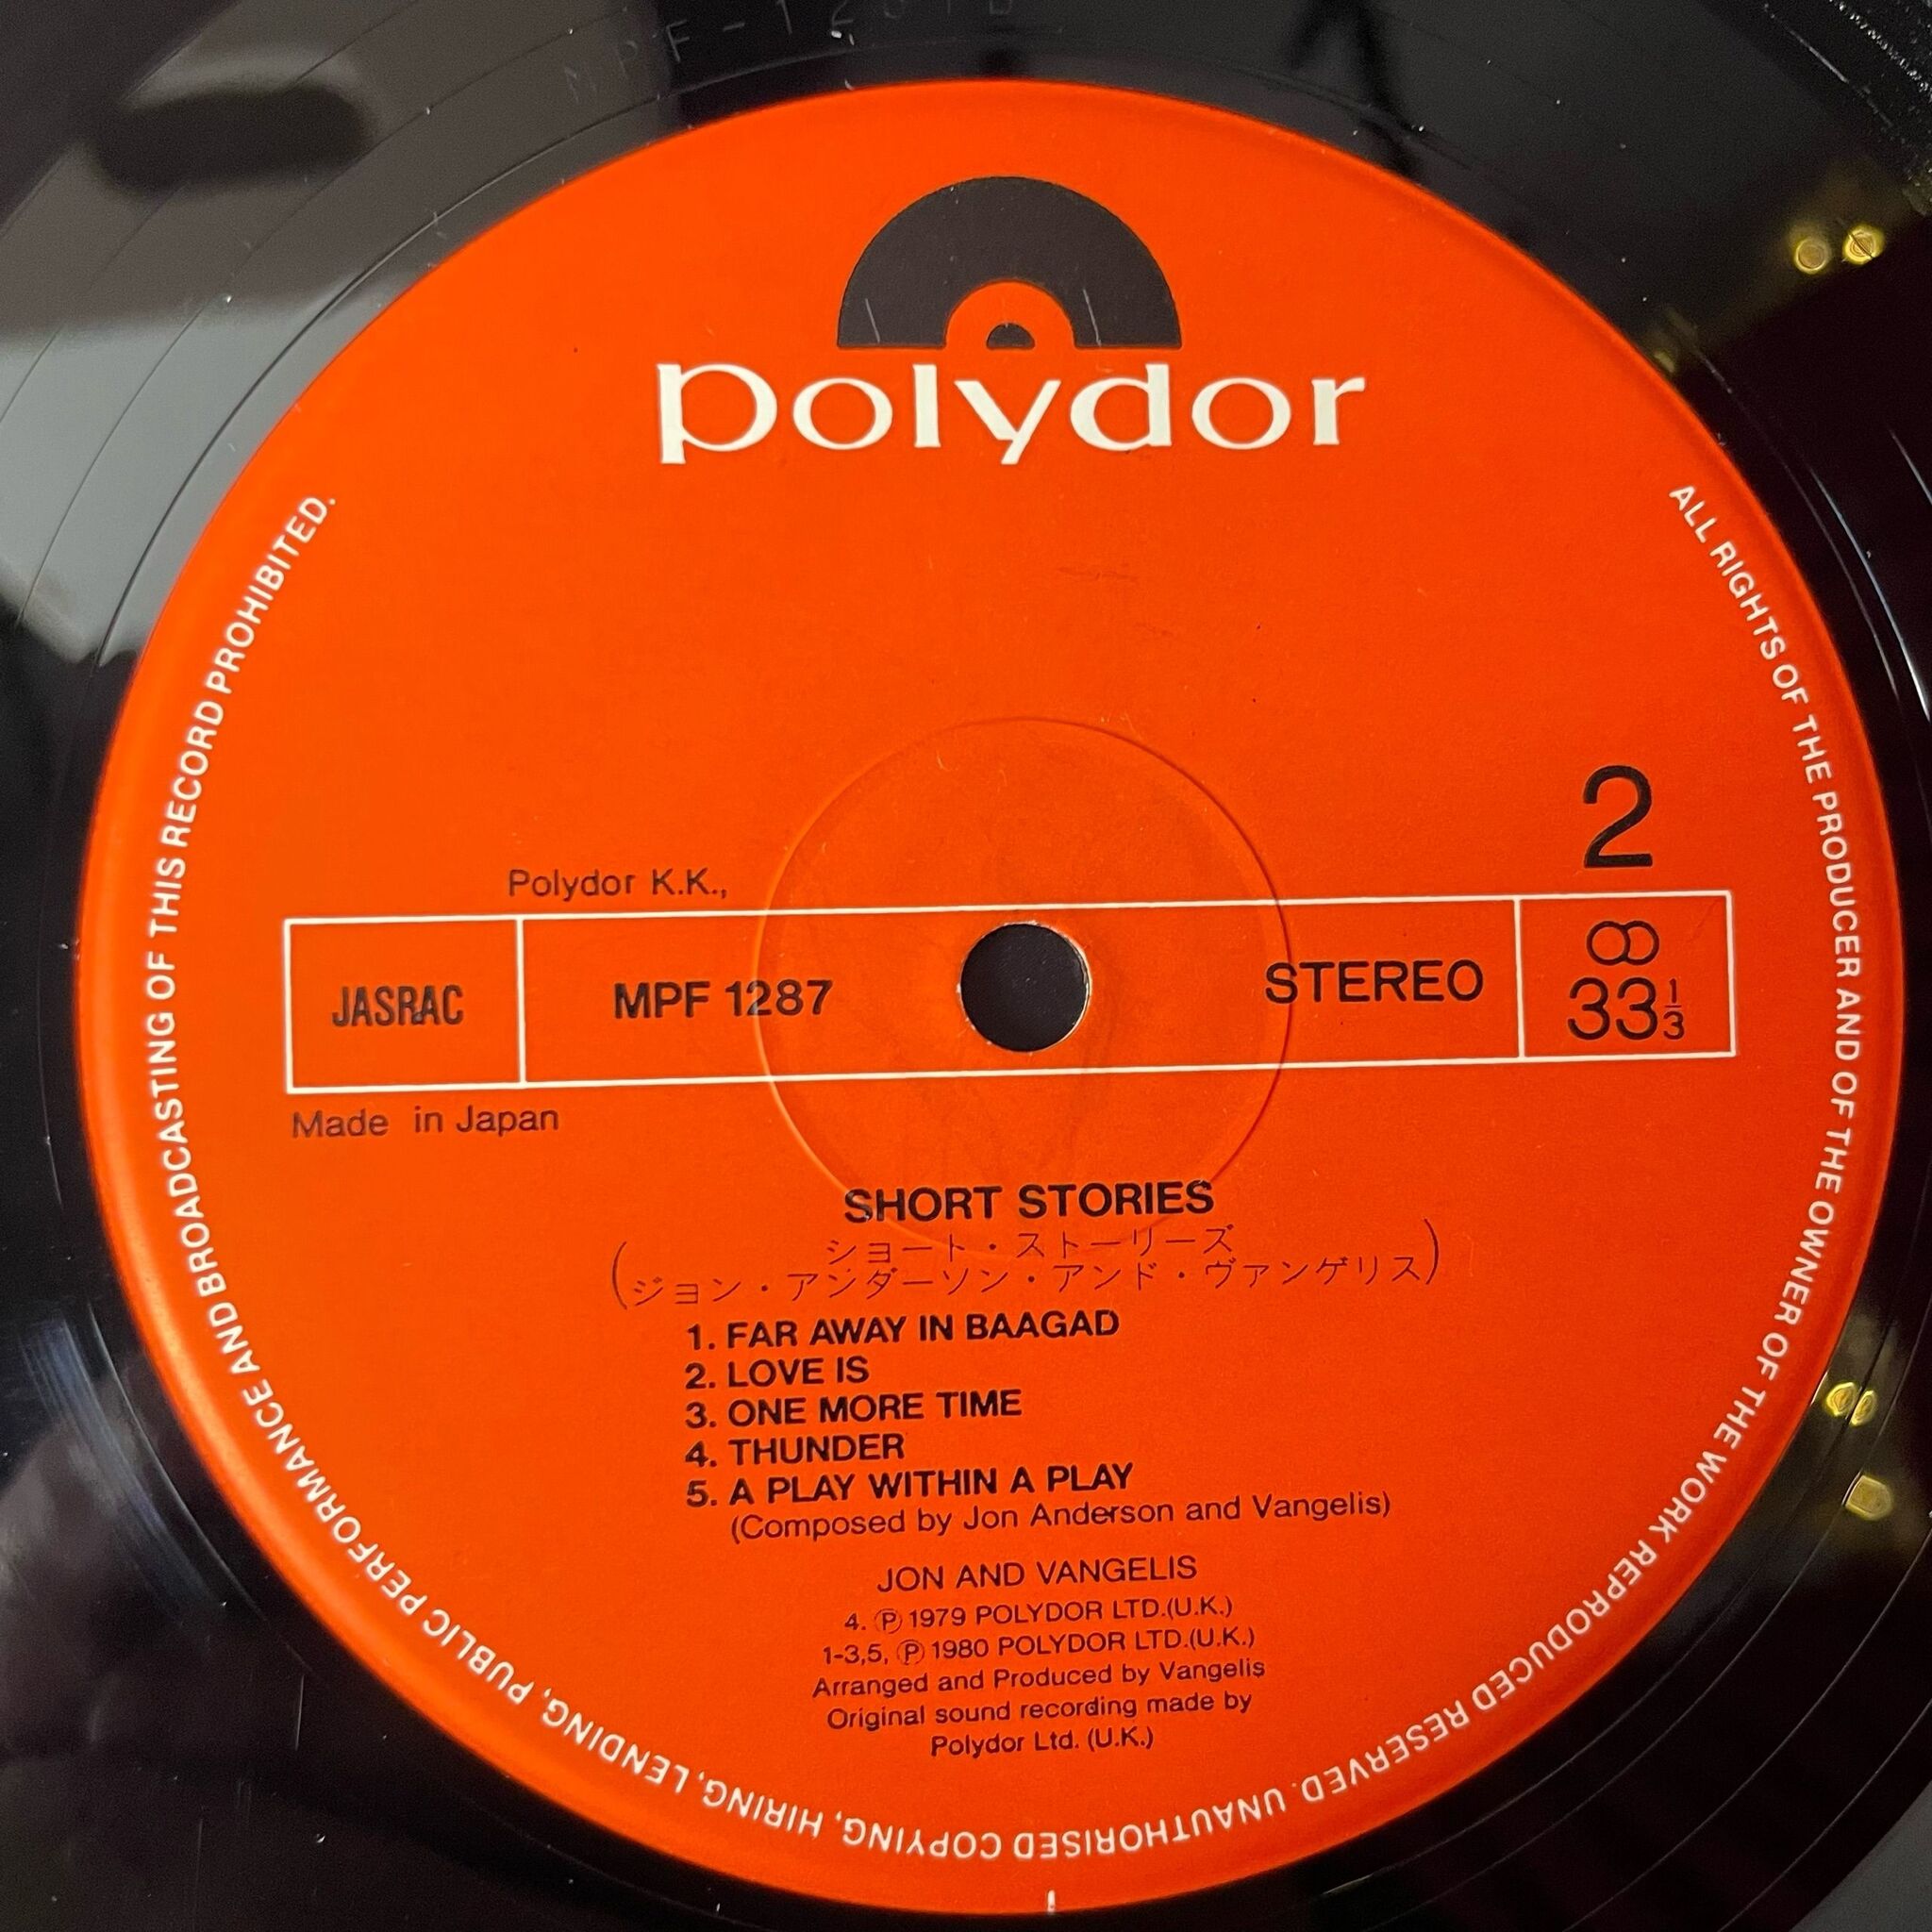 polydor
2
Polydor K.K.,
JASRAC
MPF 1287
STEREO
33 1/3
Made in Japan
SHORT STORIES
ショート・ストーリーズ
(ジョン・アンダーソン・アンド・ヴァンゲリス)
1. FAR AWAY IN BAAGAD
2. LOVE IS
3. ONE MORE TIME
4. THUNDER
5. A PLAY WITHIN A PLAY
(Composed by Jon Anderson and Vangelis)
JON AND VANGELIS
4. Ⓟ 1979 POLYDOR LTD.(U.K.)
1-3,5, Ⓟ 1980 POLYDOR LTD.(U.K.)
Arranged and Produced by Vangelis
Original sound recording made by
Polydor Ltd. (U.K.)
ALL RIGHTS OF THE PRODUCER AND OF THE OWNER OF THE WORK REPRODUCED RESERVED. UNAUTHORISED COPYING, HIRING, LENDING, PUBLIC PERFORMANCE AND BROADCASTING OF THIS RECORD PROHIBITED.